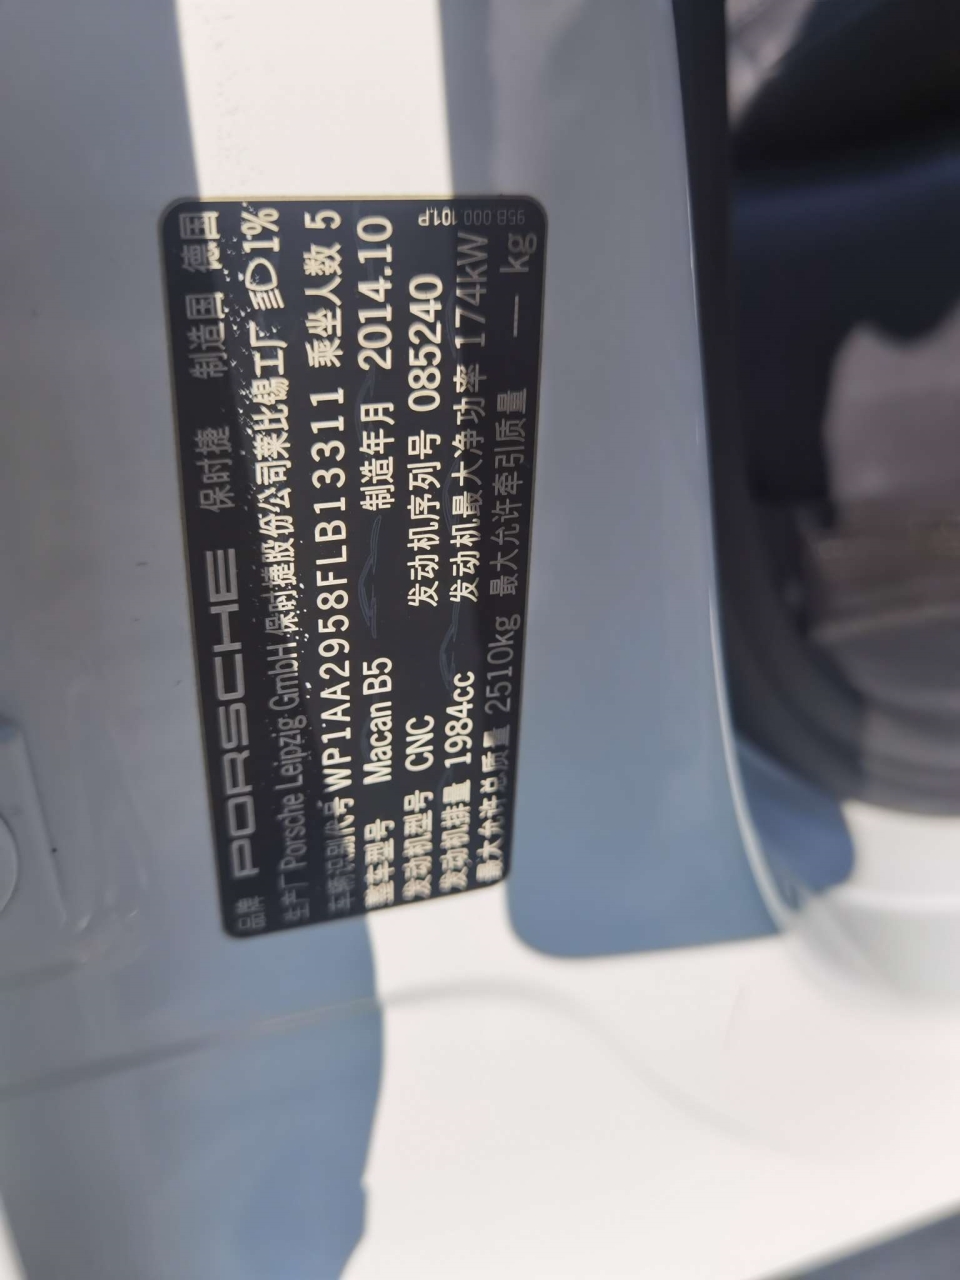 品牌 PORSCHE 保时捷 制造国 德国
生产厂 Porsche Leipzig GmbH 保时捷股份公司莱比锡工厂 1%
车辆识别代号 WP1AA2958FLB13311 乘坐人数 5
整车型号 Macan B5 制造年月 2014.10
发动机型号 CNC 发动机序列号 085240
发动机排量 1984cc 发动机最大净功率 174kW
最大允许总质量 2510kg 最大允许牵引质量 — kg
95B.000.101.P